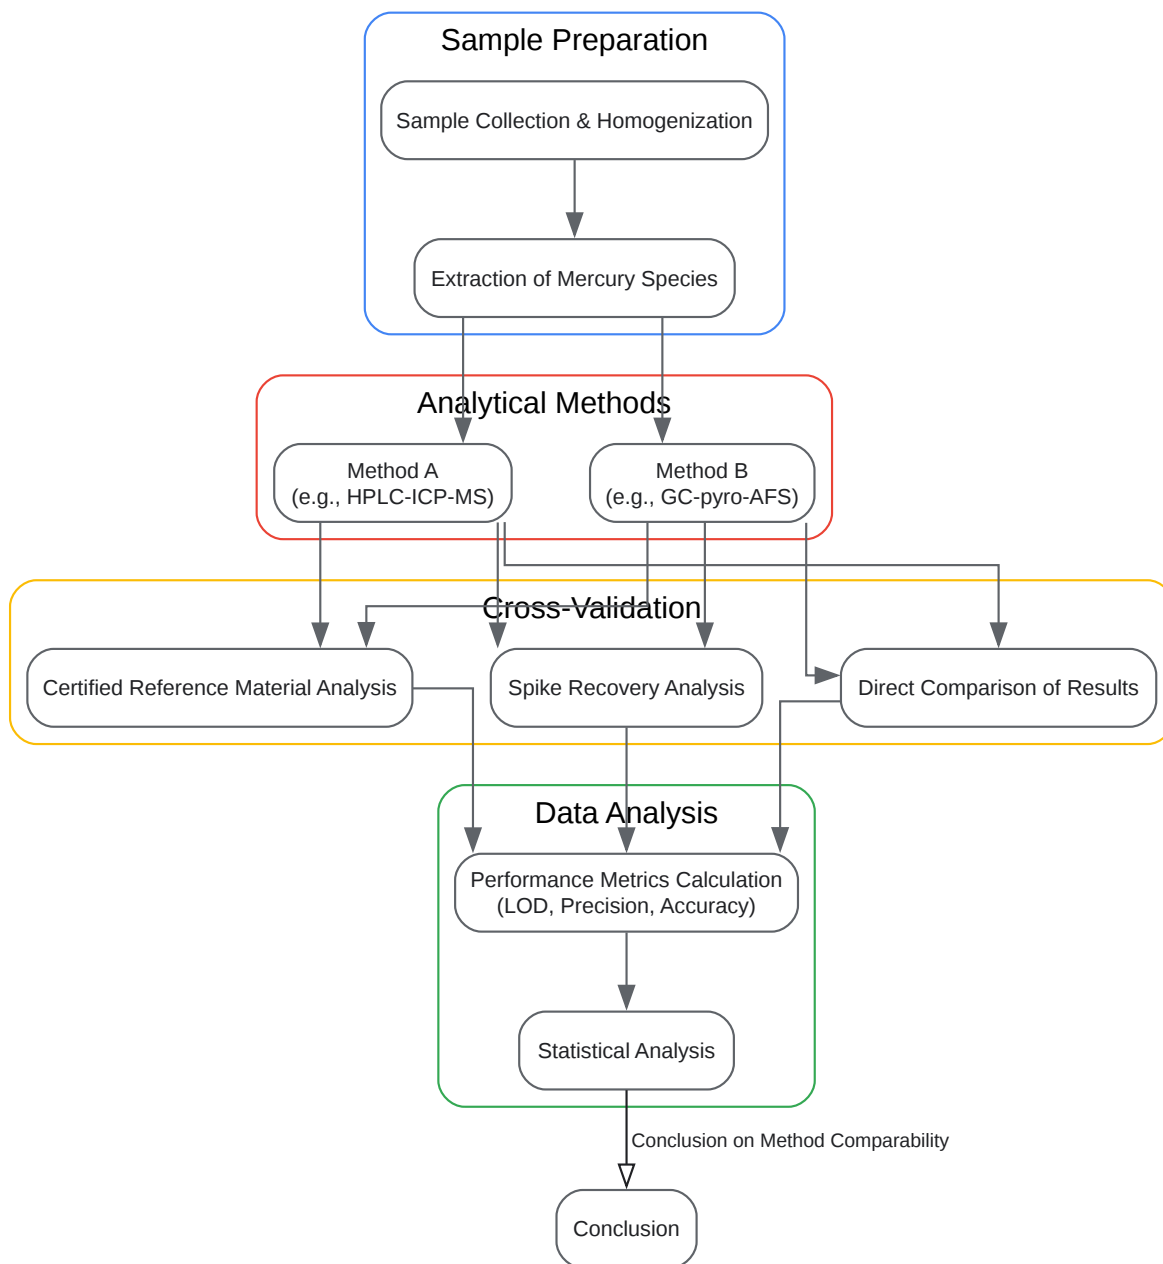 Sample Preparation
Sample Collection & Homogenization
Extraction of Mercury Species
Analytical Methods
Method A
(e.g., HPLC-ICP-MS)
Method B
(e.g., GC-pyro-AFS)
Cross-Validation
Certified Reference Material Analysis
Spike Recovery Analysis
Direct Comparison of Results
Data Analysis
Performance Metrics Calculation
(LOD, Precision, Accuracy)
Statistical Analysis
Conclusion on Method Comparability
Conclusion